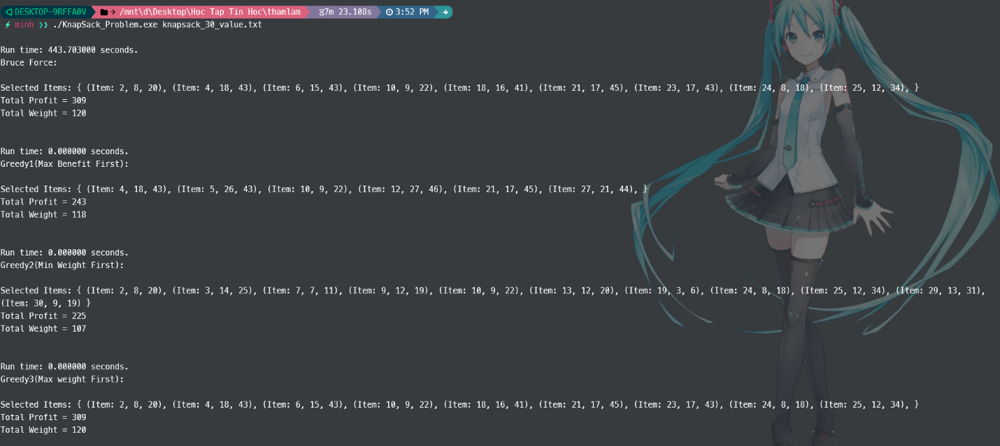 DESKTOP-9RFFA0V /mnt\d\Desktop\Hoc Tap Tin Hoc\thamlam 7m 23.108s 3:52 PM
minh ❯❯ ./KnapSack_Problem.exe knapsack_30_value.txt
Run time: 443.703000 seconds.
Bruce Force:
Selected Items: { (Item: 2, 8, 20), (Item: 4, 18, 43), (Item: 6, 15, 43), (Item: 10, 9, 22), (Item: 18, 16, 41), (Item: 21, 17, 45), (Item: 23, 17, 43), (Item: 24, 8, 18), (Item: 25, 12, 34), }
Total Profit = 309
Total Weight = 120
Run time: 0.000000 seconds.
Greedy1(Max Benefit First):
Selected Items: { (Item: 4, 18, 43), (Item: 5, 26, 43), (Item: 10, 9, 22), (Item: 12, 27, 46), (Item: 21, 17, 45), (Item: 27, 21, 44), }
Total Profit = 243
Total Weight = 118
Run time: 0.000000 seconds.
Greedy2(Min Weight First):
Selected Items: { (Item: 2, 8, 20), (Item: 3, 14, 25), (Item: 7, 7, 11), (Item: 9, 12, 19), (Item: 10, 9, 22), (Item: 13, 12, 20), (Item: 19, 3, 6), (Item: 24, 8, 18), (Item: 25, 12, 34), (Item: 29, 13, 31),
(Item: 30, 9, 19) }
Total Profit = 225
Total Weight = 107
Run time: 0.000000 seconds.
Greedy3(Max weight First):
Selected Items: { (Item: 2, 8, 20), (Item: 4, 18, 43), (Item: 6, 15, 43), (Item: 10, 9, 22), (Item: 18, 16, 41), (Item: 21, 17, 45), (Item: 23, 17, 43), (Item: 24, 8, 18), (Item: 25, 12, 34), }
Total Profit = 309
Total Weight = 120